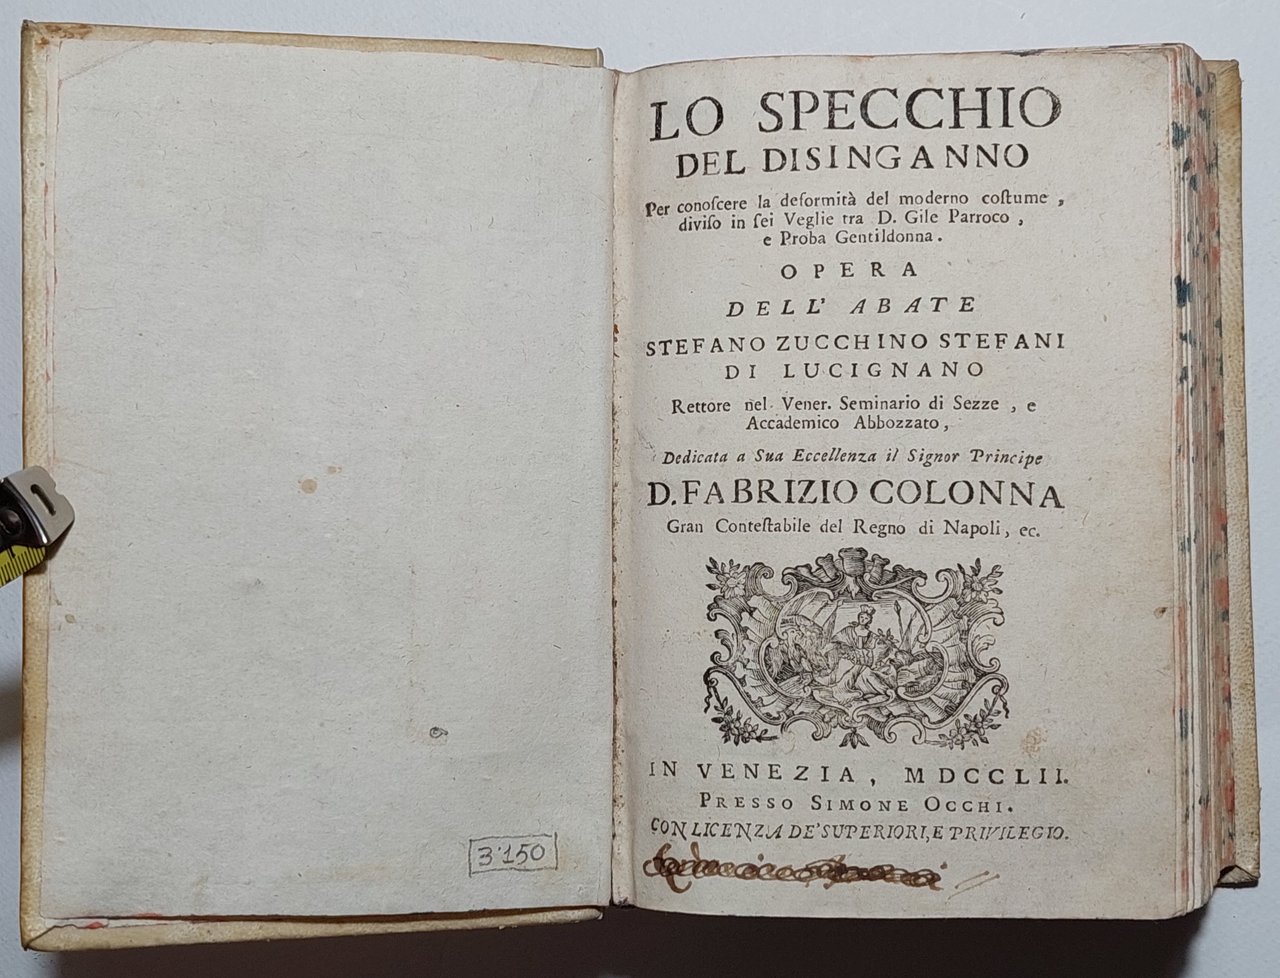 LO SPECCHIO
DEL DISINGANNO
Per conoſcere la deformità del moderno coſtume,
diviſo in ſei Veglie tra D. Gile Parroco,
e Proba Gentildonna.
OPERA
DELL' ABATE
STEFANO ZUCCHINO STEFANI
DI LUCIGNANO
Rettore nel Vener. Seminario di Sezze, e
Accademico Abbozzato,
Dedicata a Sua Eccellenza il Signor Principe
D. FABRIZIO COLONNA
Gran Conteſtabile del Regno di Napoli, ec.
IN VENEZIA, MDCCLII.
PRESSO SIMONE OCCHI.
CON LICENZA DE' SUPERIORI, E PRIVILEGIO.
3'150